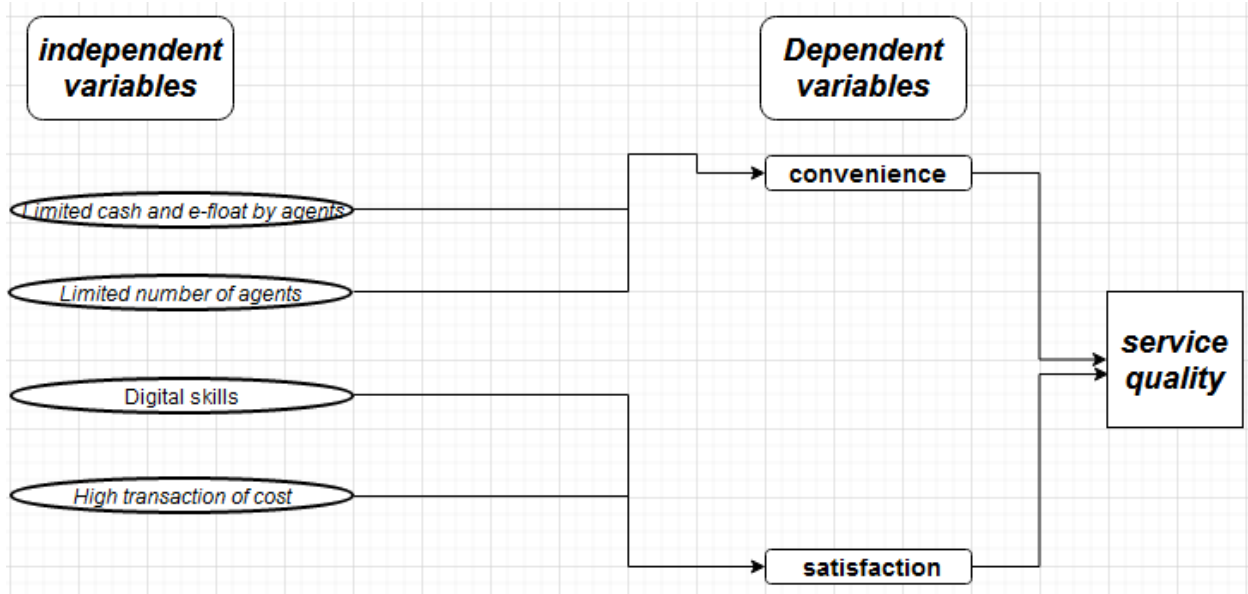 independent
variables
Dependent
variables
convenience
Limited cash and e-float by agents
Limited number of agents
service
quality
Digital skills
High transaction of cost
satisfaction